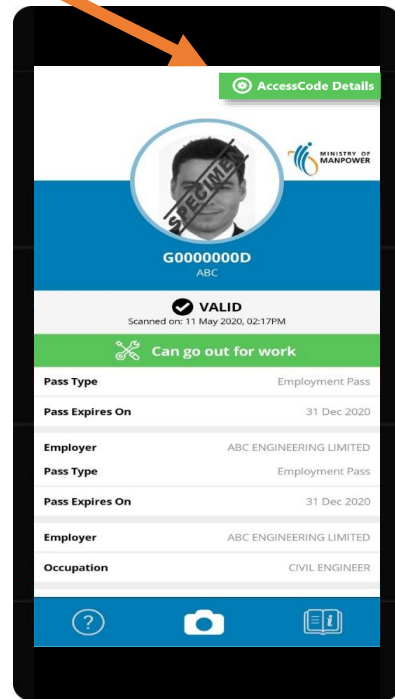 AccessCode Details
MINISTRY OF
MANPOWER
SPECIMEN
G0000000D
ABC
VALID
Scanned on: 11 May 2020, 02:17PM
Can go out for work
Pass Type Employment Pass
Pass Expires On 31 Dec 2020
Employer ABC ENGINEERING LIMITED
Pass Type Employment Pass
Pass Expires On 31 Dec 2020
Employer ABC ENGINEERING LIMITED
Occupation CIVIL ENGINEER
? i